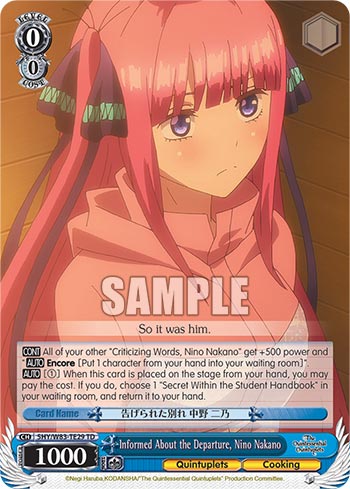 LEVEL
0
0
COST
SAMPLE
So it was him.
CONT All of your other "Criticizing Words, Nino Nakano" get +500 power and
"AUTO Encore [Put 1 character from your hand into your waiting room]".
AUTO [(1)] When this card is placed on the stage from your hand, you may
pay the cost. If you do, choose 1 "Secret Within the Student Handbook" in
your waiting room, and return it to your hand.
Card Name 告げられた別れ 中野 二乃
CH 5HY/W83-TE29 TD
Informed About the Departure, Nino Nakano
The Quintessential Quintuplets
POWER 1000
Quintuplets Cooking
©Negi Haruba,KODANSHA/"The Quintessential Quintuplets" Production Committee.